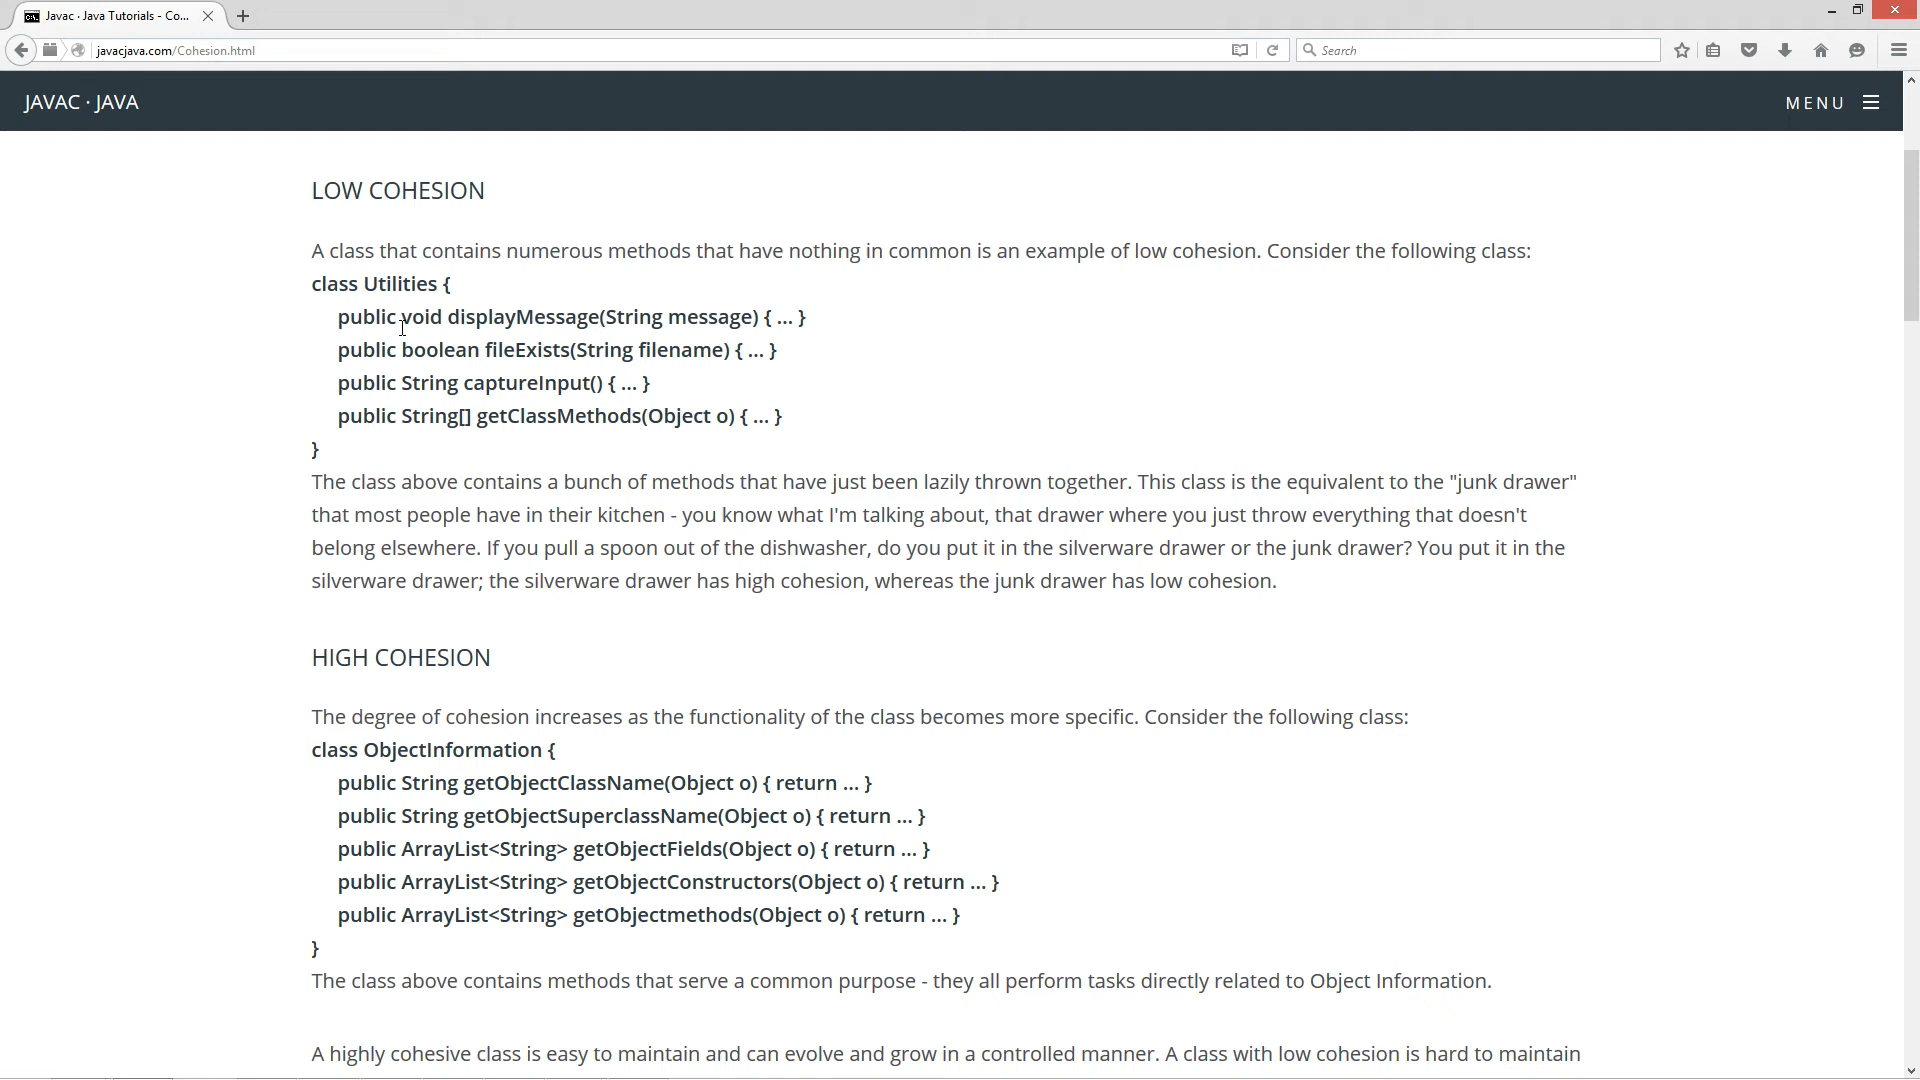 Javac · Java Tutorials - Co...
javacjava.com/Cohesion.html
Search
JAVAC · JAVA
MENU
LOW COHESION
A class that contains numerous methods that have nothing in common is an example of low cohesion. Consider the following class:
class Utilities {
public void displayMessage(String message) { ... }
public boolean fileExists(String filename) { ... }
public String captureInput() { ... }
public String[] getClassMethods(Object o) { ... }
}
The class above contains a bunch of methods that have just been lazily thrown together. This class is the equivalent to the "junk drawer"
that most people have in their kitchen - you know what I'm talking about, that drawer where you just throw everything that doesn't
belong elsewhere. If you pull a spoon out of the dishwasher, do you put it in the silverware drawer or the junk drawer? You put it in the
silverware drawer; the silverware drawer has high cohesion, whereas the junk drawer has low cohesion.
HIGH COHESION
The degree of cohesion increases as the functionality of the class becomes more specific. Consider the following class:
class ObjectInformation {
public String getObjectClassName(Object o) { return ... }
public String getObjectSuperclassName(Object o) { return ... }
public ArrayList<String> getObjectFields(Object o) { return ... }
public ArrayList<String> getObjectConstructors(Object o) { return ... }
public ArrayList<String> getObjectmethods(Object o) { return ... }
}
The class above contains methods that serve a common purpose - they all perform tasks directly related to Object Information.
A highly cohesive class is easy to maintain and can evolve and grow in a controlled manner. A class with low cohesion is hard to maintain